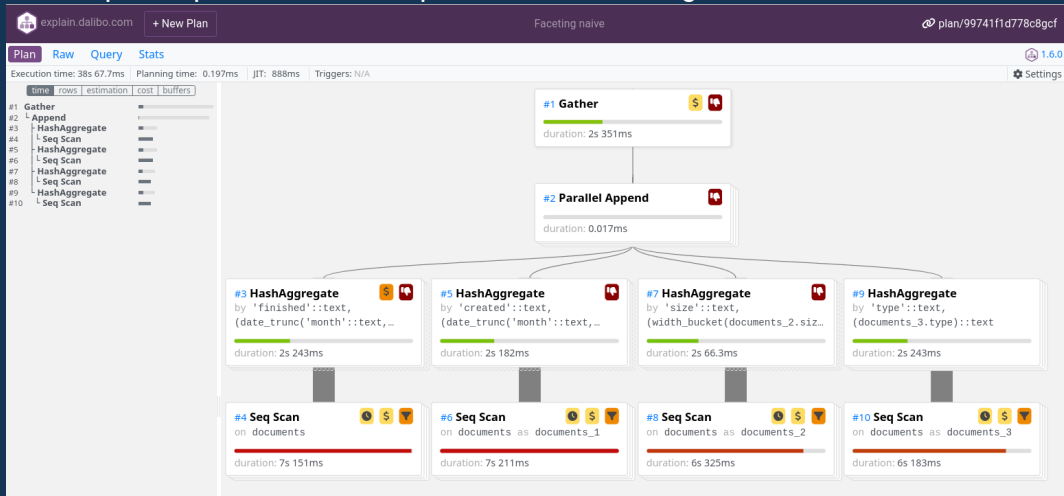 explain.dalibo.com
+ New Plan
Faceting naive
plan/99741f1d778c8gcf
Plan Raw Query Stats
1.6.0
Execution time: 38s 67.7ms Planning time: 0.197ms JIT: 888ms Triggers: N/A
Settings
time rows estimation cost buffers
#1 Gather
#2 Append
#3 HashAggregate
#4 Seq Scan
#5 HashAggregate
#6 Seq Scan
#7 HashAggregate
#8 Seq Scan
#9 HashAggregate
#10 Seq Scan
#1 Gather $
duration: 2s 351ms
#2 Parallel Append
duration: 0.017ms
#3 HashAggregate $
by 'finished'::text,
(date_trunc('month'::text,…
duration: 2s 243ms
#5 HashAggregate
by 'created'::text,
(date_trunc('month'::text,…
duration: 2s 182ms
#7 HashAggregate
by 'size'::text,
(width_bucket(documents_2.siz…
duration: 2s 66.3ms
#9 HashAggregate
by 'type'::text,
(documents_3.type)::text
duration: 2s 243ms
#4 Seq Scan $
on documents
duration: 7s 151ms
#6 Seq Scan $
on documents as documents_1
duration: 7s 211ms
#8 Seq Scan $
on documents as documents_2
duration: 6s 325ms
#10 Seq Scan $
on documents as documents_3
duration: 6s 183ms